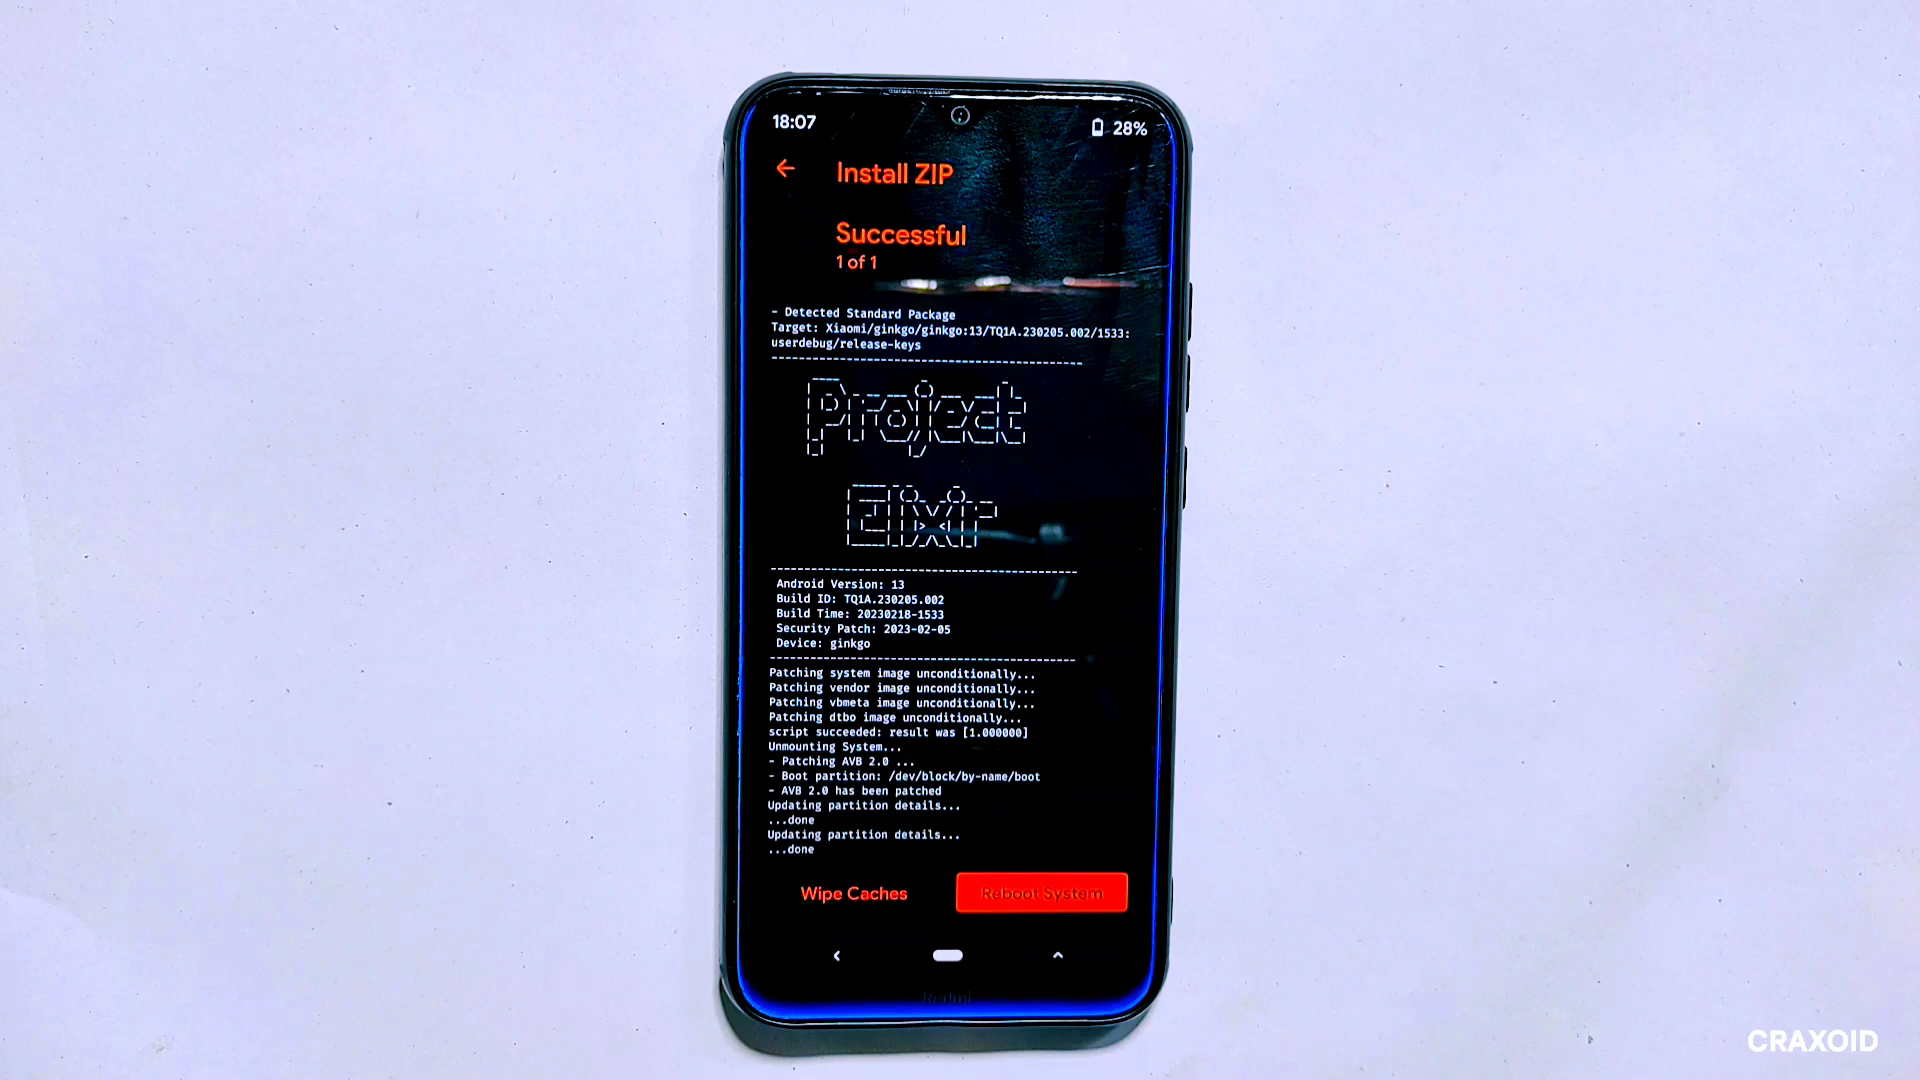 18:07
28%
Install ZIP
Successful
1 of 1
- Detected Standard Package
Target: Xiaomi/ginkgo/ginkgo:13/TQ1A.230205.002/1533:
userdebug/release-keys
Project
Elixir
Android Version: 13
Build ID: TQ1A.230205.002
Build Time: 20230218-1533
Security Patch: 2023-02-05
Device: ginkgo
Patching system image unconditionally...
Patching vendor image unconditionally...
Patching vbmeta image unconditionally...
Patching dtbo image unconditionally...
script succeeded: result was [1.000000]
Unmounting System...
- Patching AVB 2.0 ...
- Boot partition: /dev/block/by-name/boot
- AVB 2.0 has been patched
Updating partition details...
...done
Updating partition details...
...done
Wipe Caches
Reboot System
Redmi
CRAXOID